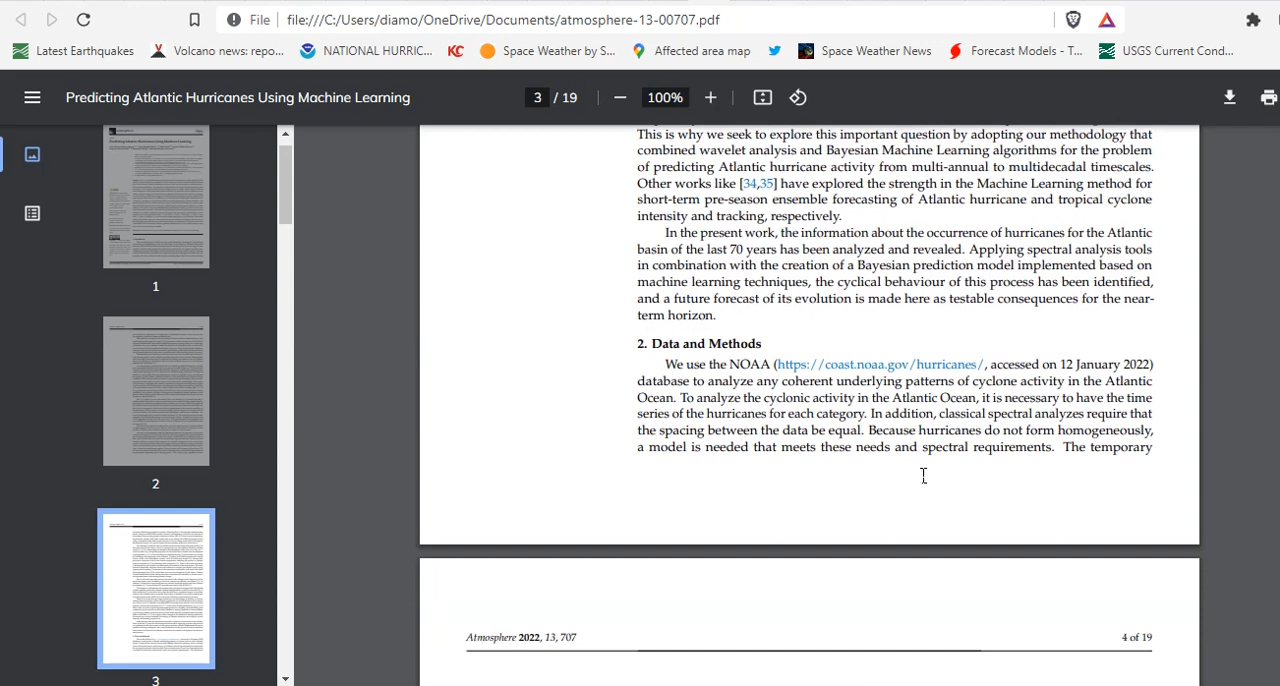 File file:///C:/Users/diamo/OneDrive/Documents/atmosphere-13-00707.pdf
Latest Earthquakes Volcano news: repo... NATIONAL HURRIC... KC Space Weather by S... Affected area map Space Weather News Forecast Models - T... USGS Current Cond...
Predicting Atlantic Hurricanes Using Machine Learning 3 / 19 100%
This is why we seek to explore this important question by adopting our methodology that
combined wavelet analysis and Bayesian Machine Learning algorithms for the problem
of predicting Atlantic hurricane activity from multi-annual to multidecadal timescales.
Other works like [34,35] have explored the strength in the Machine Learning method for
short-term pre-season ensemble forecasting of Atlantic hurricane and tropical cyclone
intensity and tracking, respectively.
In the present work, the information about the occurrence of hurricanes for the Atlantic
basin of the last 70 years has been analyzed and revealed. Applying spectral analysis tools
in combination with the creation of a Bayesian prediction model implemented based on
machine learning techniques, the cyclical behaviour of this process has been identified,
and a future forecast of its evolution is made here as testable consequences for the near-
term horizon.
2. Data and Methods
We use the NOAA (https://coast.noaa.gov/hurricanes/, accessed on 12 January 2022)
database to analyze any coherent underlying patterns of cyclone activity in the Atlantic
Ocean. To analyze the cyclonic activity in the Atlantic Ocean, it is necessary to have the time
series of the hurricanes for each category. In addition, classical spectral analyzes require that
the spacing between the data be equal. Because hurricanes do not form homogeneously,
a model is needed that meets these needs and spectral requirements. The temporary
Atmosphere 2022, 13, 707 4 of 19
1
2
3